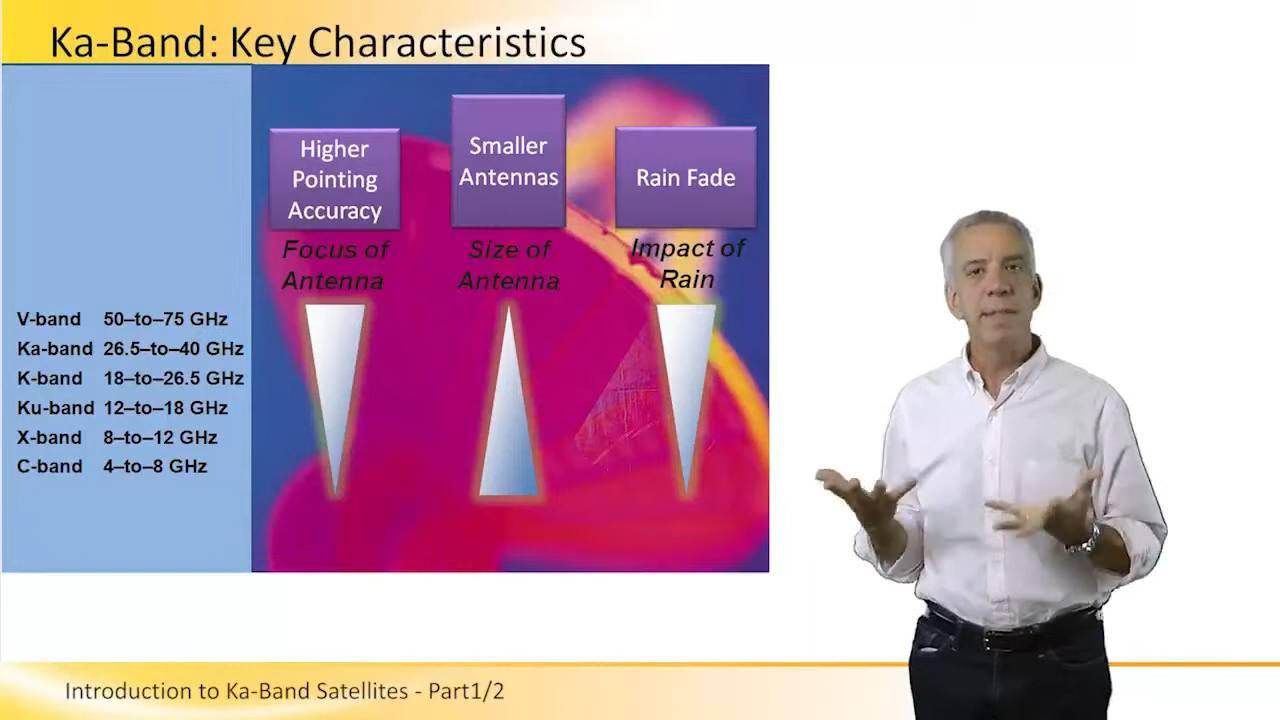 Ka-Band: Key Characteristics
Higher
Pointing
Accuracy
Smaller
Antennas
Rain Fade
Focus of
Antenna
Size of
Antenna
Impact of
Rain
V-band 50–to–75 GHz
Ka-band 26.5–to–40 GHz
K-band 18–to–26.5 GHz
Ku-band 12–to–18 GHz
X-band 8–to–12 GHz
C-band 4–to–8 GHz
Introduction to Ka-Band Satellites - Part1/2